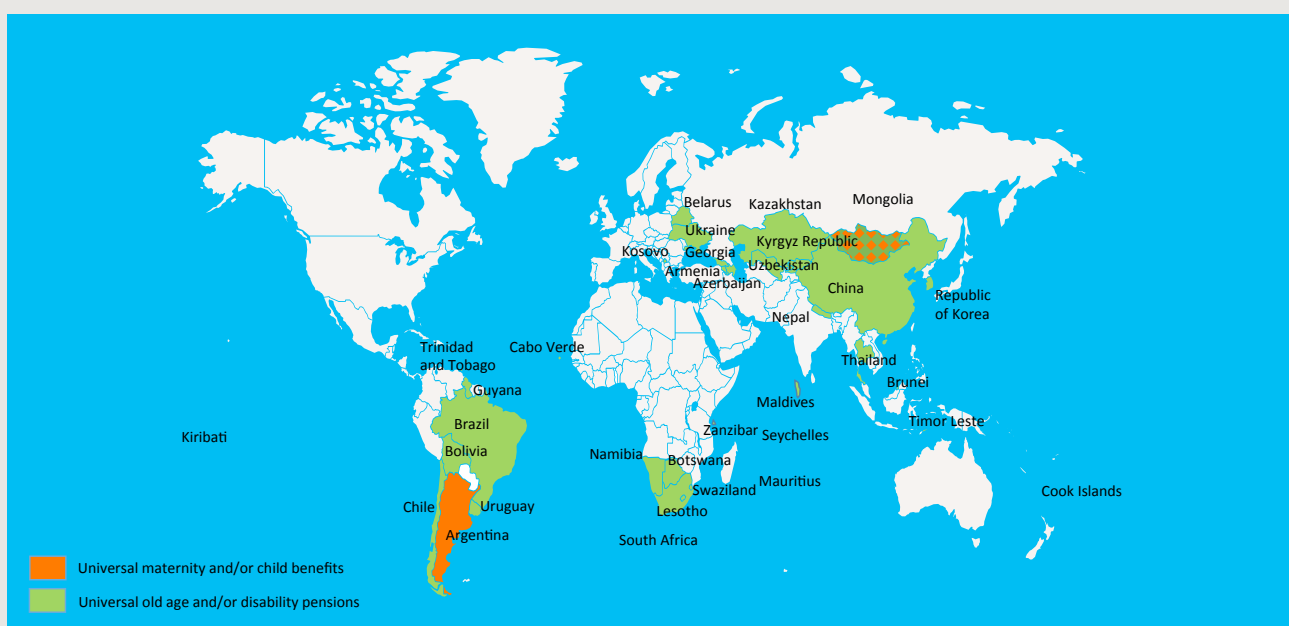 Belarus
Kazakhstan
Mongolia
Ukraine
Kyrgyz Republic
Kosovo
Georgia
Uzbekistan
Armenia
Azerbaijan
China
Republic
of Korea
Nepal
Trinidad
and Tobago
Cabo Verde
Thailand
Brunei
Guyana
Maldives
Brazil
Timor Leste
Zanzibar
Seychelles
Kiribati
Bolivia
Namibia
Botswana
Mauritius
Swaziland
Cook Islands
Chile
Uruguay
Lesotho
Argentina
South Africa
Universal maternity and/or child benefits
Universal old age and/or disability pensions